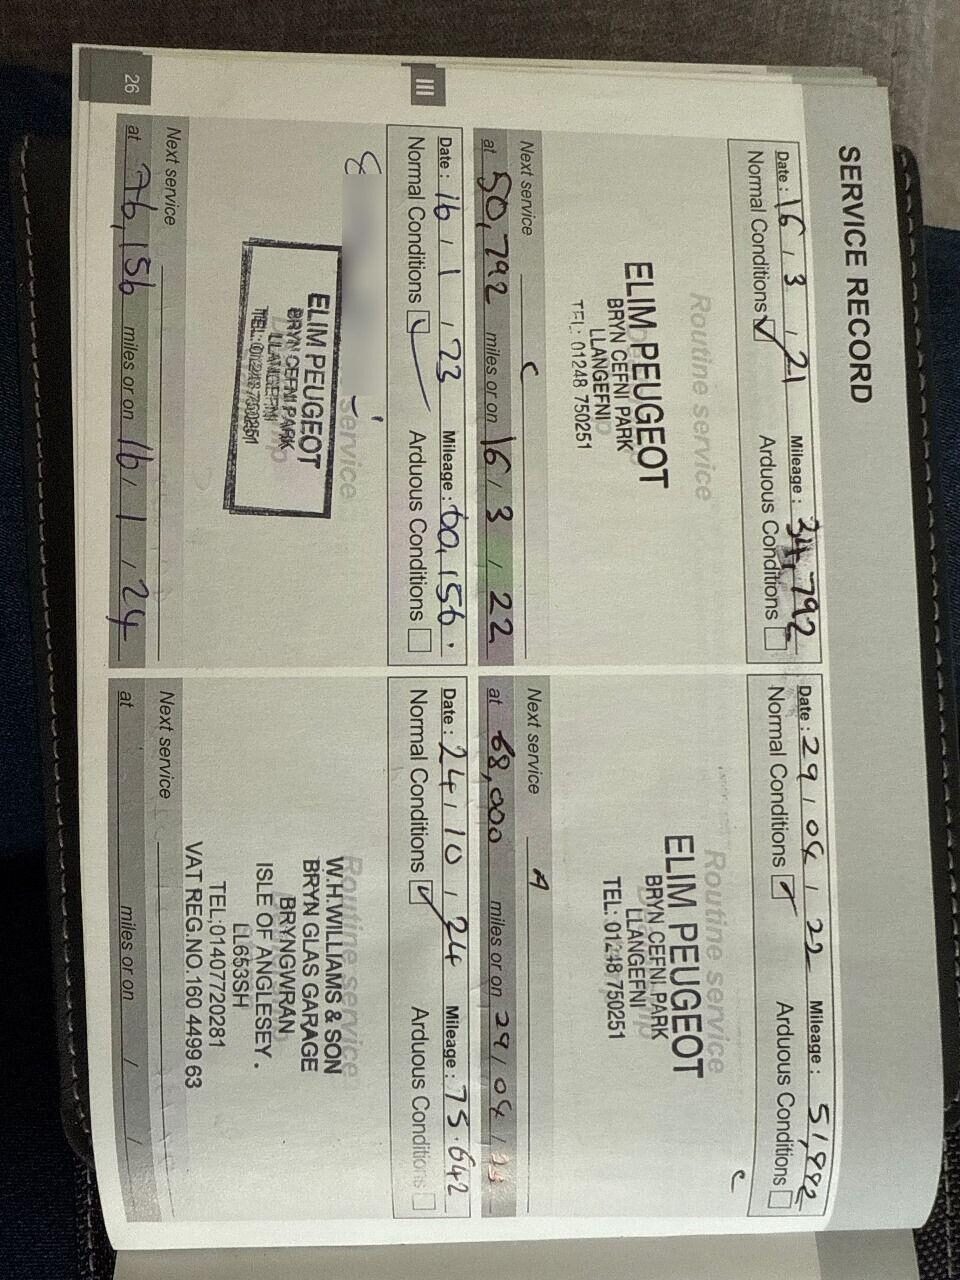 SERVICE RECORD
Date : 16 / 3 / 21 Mileage : 34,792
Normal Conditions ✓ Arduous Conditions
Routine service
ELIM PEUGEOT
BRYN CEFNI PARK
LLANGEFNI
TEL: 01248 750251
Next service C
at 50,792 miles or on 16 / 3 / 22
Date : 29 / 04 / 22 Mileage :
Normal Conditions ✓ Arduous Conditions
C
Routine service
ELIM PEUGEOT
BRYN CEFNI PARK
LLANGEFNI
TEL: 01248 750251
Next service A
at 68,000 miles or on 29 / 04 /
Date : 16 / 1 / 23 Mileage : 60,156.
Normal Conditions ✓ Arduous Conditions
8
service
ELIM PEUGEOT
BRYN CEFNI PARK
LLANGEFNI
TEL: 01248 750251
Next service
at 76,156 miles or on 16 / 1 / 24
Date : 24 / 10 / 24 Mileage : 75.642
Normal Conditions ✓ Arduous Conditions
Routine service
W.H.WILLIAMS & SON
BRYN GLAS GARAGE
BRYNGWRAN
ISLE OF ANGLESEY.
LL653SH
TEL:01407720281
VAT REG.NO.160 4499 63
Next service
at miles or on / /
III
26